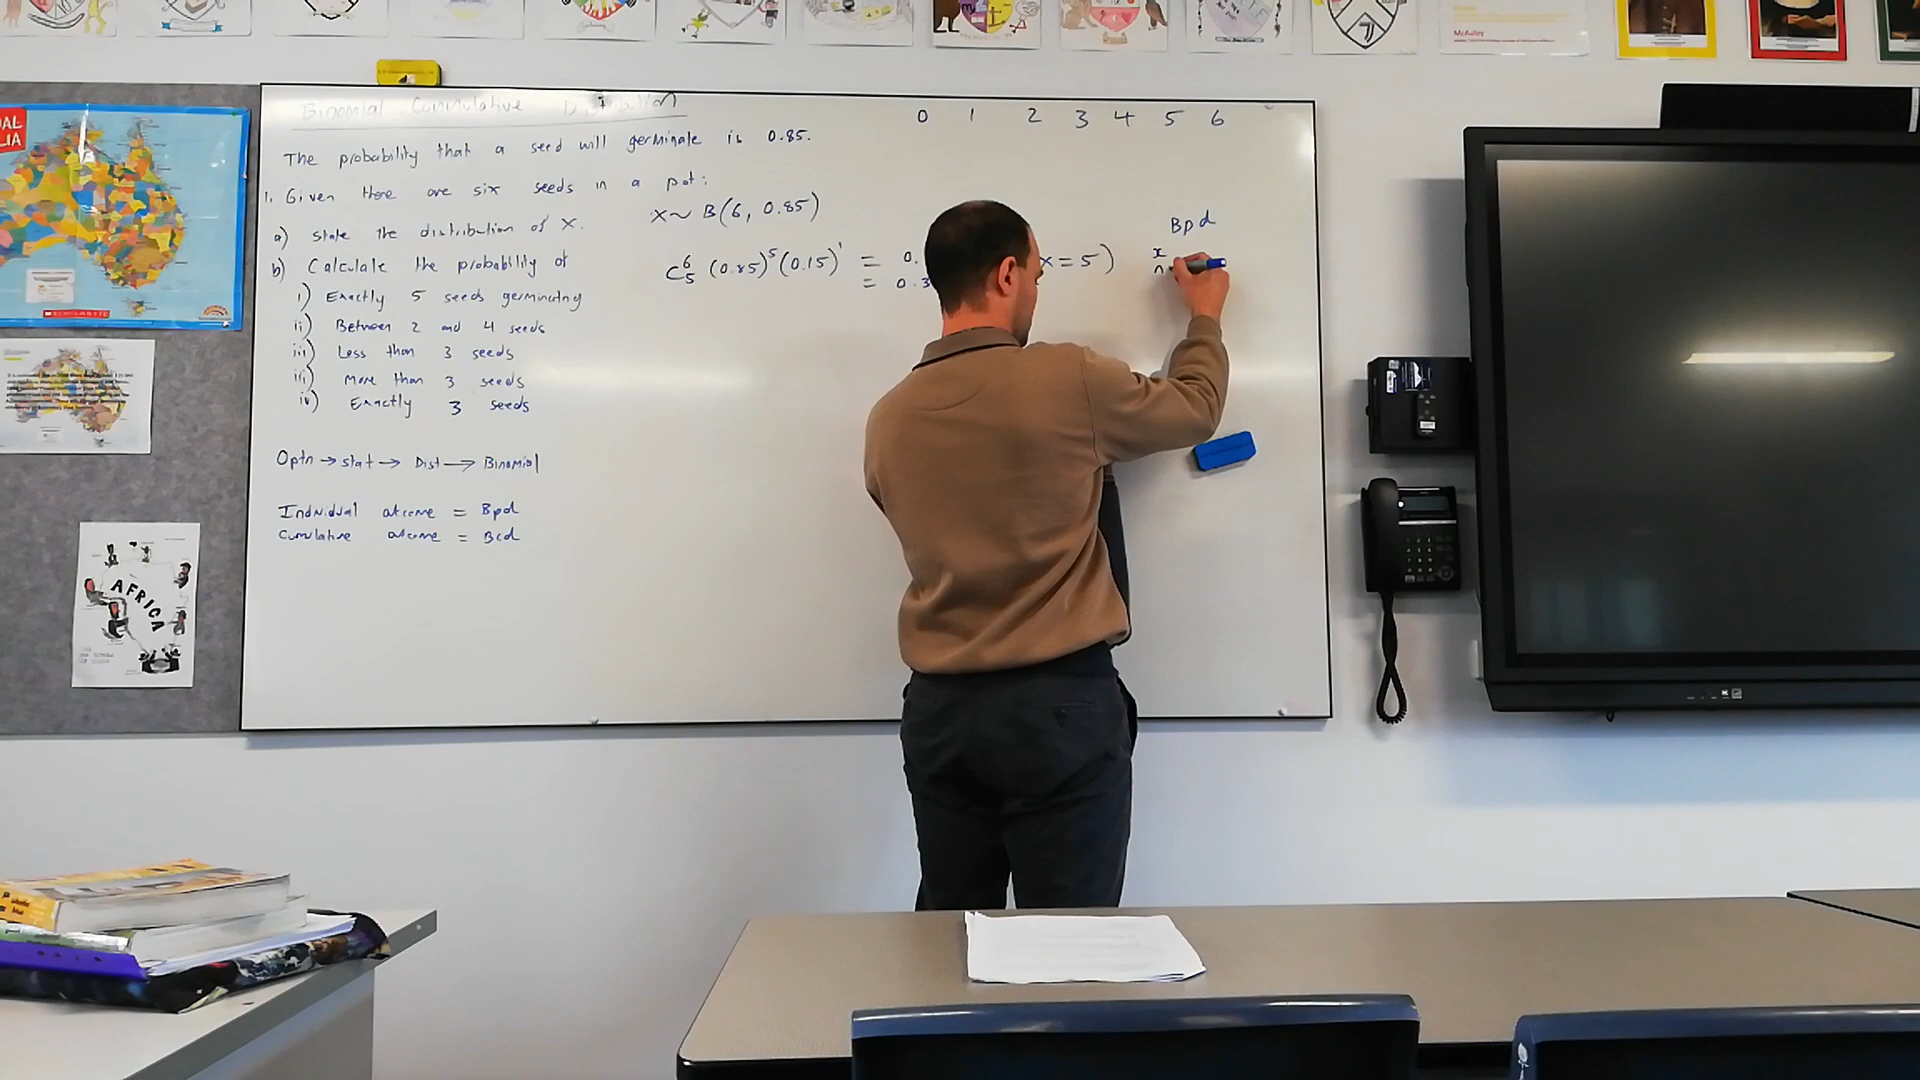 Binomial Cummulative
The probability that a seed will germinate is 0.85.
1. Given there are six seeds in a pot:
a) state the distribution of X.
X ~ B(6, 0.85)
b) Calculate the probability of
i) Exactly 5 seeds germinating
ii) Between 2 and 4 seeds
iii) Less than 3 seeds
iii) More than 3 seeds
iv) Exactly 3 seeds
C⁶₅ (0.85)⁵(0.15)¹ = 0.
= 0.3
x = 5)
Optn → stat → Dist → Binomial
Individual outcome = Bpd
Cumulative outcome = Bcd
0 1 2 3 4 5 6
Bpd
x
n
AFRICA
SCHOLASTIC
McAuley